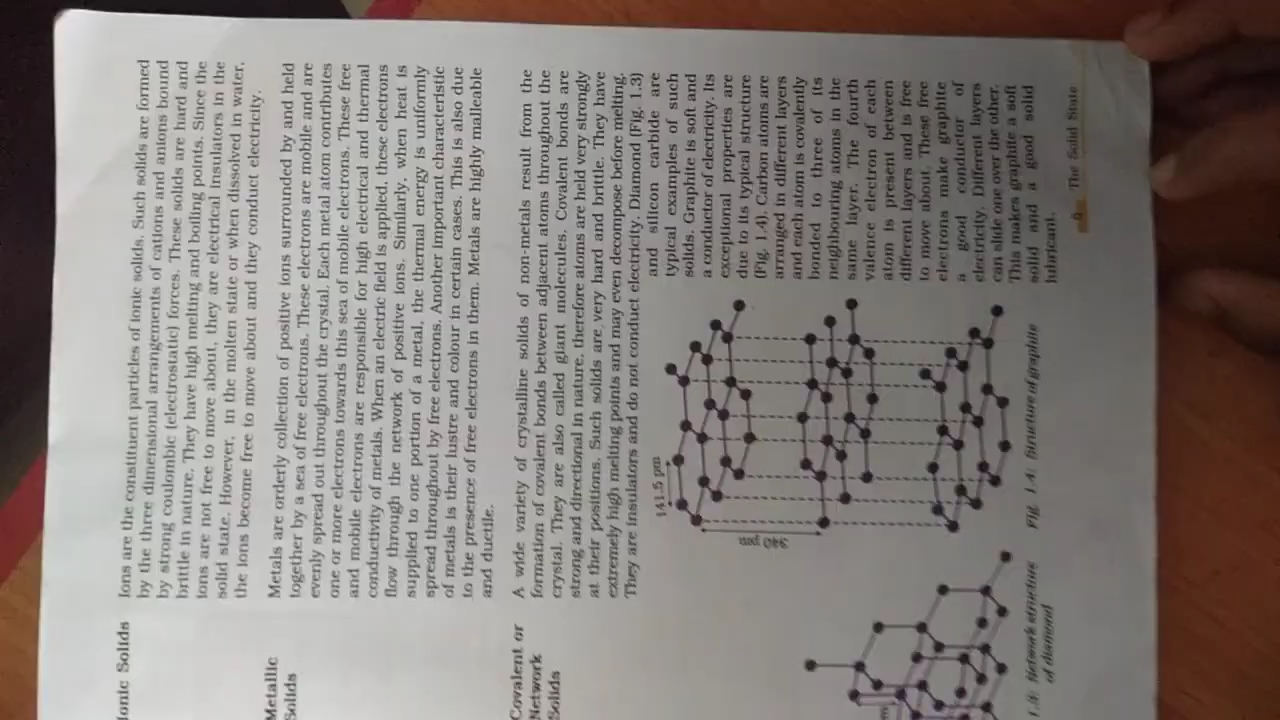 Ionic Solids
Ions are the constituent particles of ionic solids. Such solids are formed
by the three dimensional arrangements of cations and anions bound
by strong coulombic (electrostatic) forces. These solids are hard and
brittle in nature. They have high melting and boiling points. Since the
ions are not free to move about, they are electrical insulators in the
solid state. However, in the molten state or when dissolved in water,
the ions become free to move about and they conduct electricity.
Metallic
Solids
Metals are orderly collection of positive ions surrounded by and held
together by a sea of free electrons. These electrons are mobile and are
evenly spread out throughout the crystal. Each metal atom contributes
one or more electrons towards this sea of mobile electrons. These free
and mobile electrons are responsible for high electrical and thermal
conductivity of metals. When an electric field is applied, these electrons
flow through the network of positive ions. Similarly, when heat is
supplied to one portion of a metal, the thermal energy is uniformly
spread throughout by free electrons. Another important characteristic
of metals is their lustre and colour in certain cases. This is also due
to the presence of free electrons in them. Metals are highly malleable
and ductile.
Covalent or
Network
Solids
A wide variety of crystalline solids of non-metals result from the
formation of covalent bonds between adjacent atoms throughout the
crystal. They are also called giant molecules. Covalent bonds are
strong and directional in nature, therefore atoms are held very strongly
at their positions. Such solids are very hard and brittle. They have
extremely high melting points and may even decompose before melting.
They are insulators and do not conduct electricity. Diamond (Fig. 1.3)
and silicon carbide are
typical examples of such
solids. Graphite is soft and
a conductor of electricity. Its
exceptional properties are
due to its typical structure
(Fig. 1.4). Carbon atoms are
arranged in different layers
and each atom is covalently
bonded to three of its
neighbouring atoms in the
same layer. The fourth
valence electron of each
atom is present between
different layers and is free
to move about. These free
electrons make graphite
a good conductor of
electricity. Different layers
can slide one over the other.
This makes graphite a soft
solid and a good solid
lubricant.
141.5 pm
340 pm
1.3: Network structure
of diamond
Fig. 1.4: Structure of graphite
The Solid State